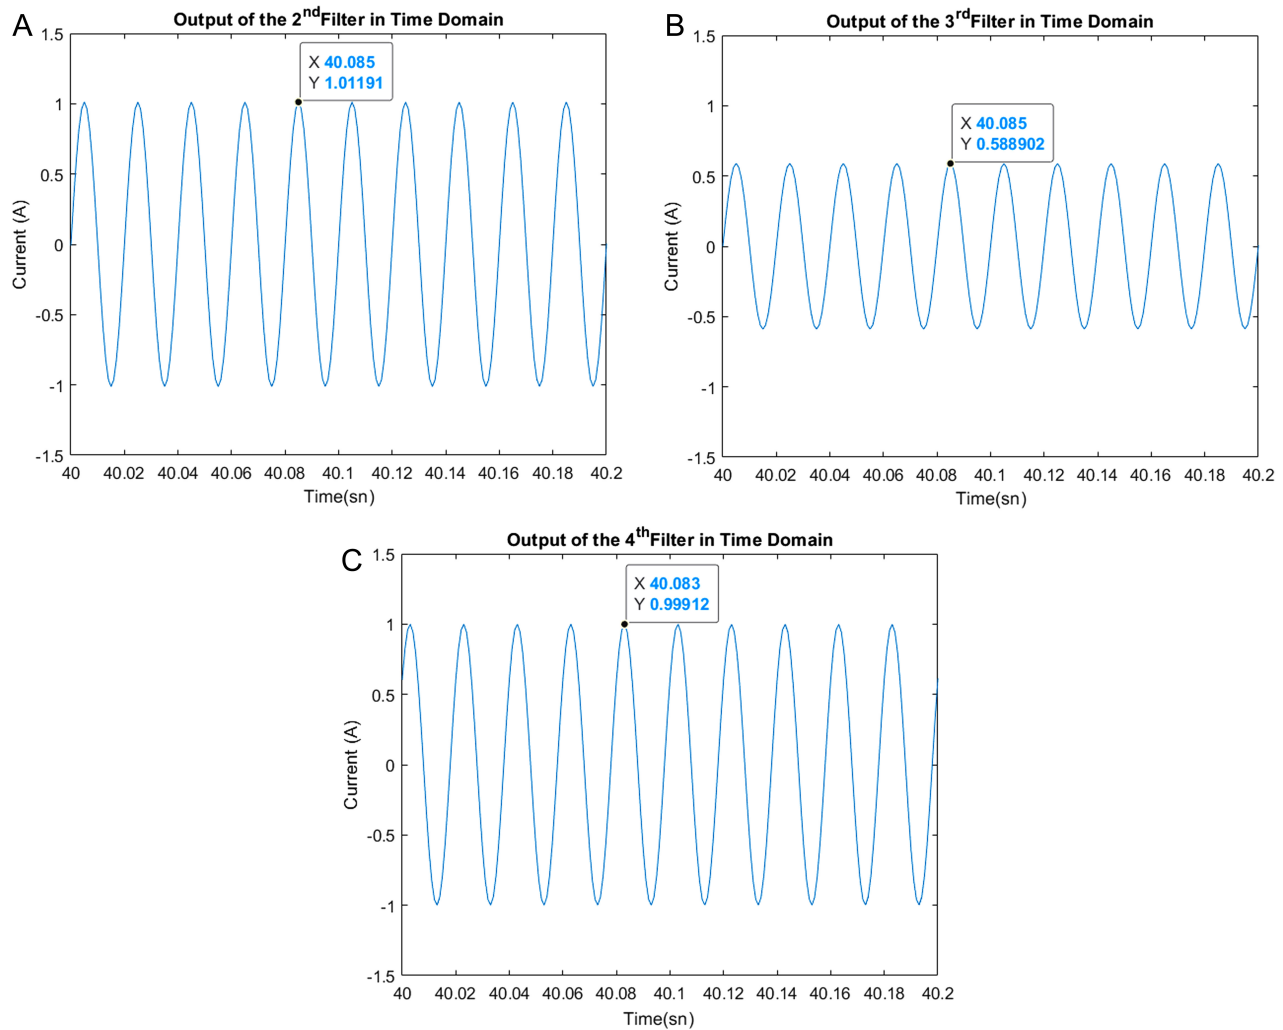 A
Output of the 2ndFilter in Time Domain
1.5
1
0.5
0
-0.5
-1
-1.5
X 40.085
Y 1.01191
Current (A)
40 40.02 40.04 40.06 40.08 40.1 40.12 40.14 40.16 40.18 40.2
Time(sn)
B
Output of the 3rdFilter in Time Domain
1.5
1
0.5
0
-0.5
-1
-1.5
X 40.085
Y 0.588902
Current (A)
40 40.02 40.04 40.06 40.08 40.1 40.12 40.14 40.16 40.18 40.2
Time(sn)
C
Output of the 4thFilter in Time Domain
1.5
1
0.5
0
-0.5
-1
-1.5
X 40.083
Y 0.99912
Current (A)
40 40.02 40.04 40.06 40.08 40.1 40.12 40.14 40.16 40.18 40.2
Time(sn)